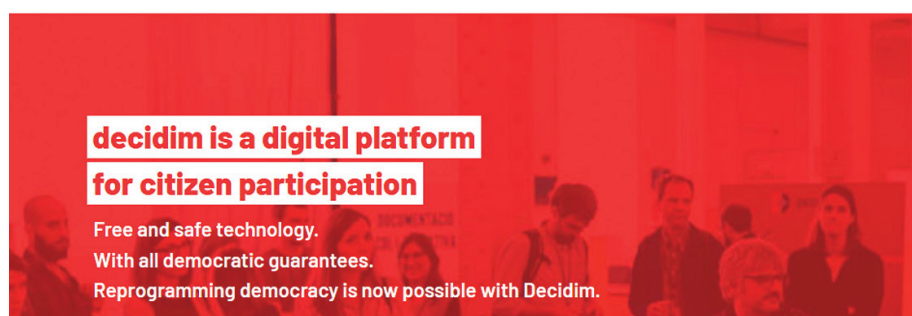 decidim is a digital platform
for citizen participation
Free and safe technology.
With all democratic guarantees.
Reprogramming democracy is now possible with Decidim.
DOCUMENTACIÓ